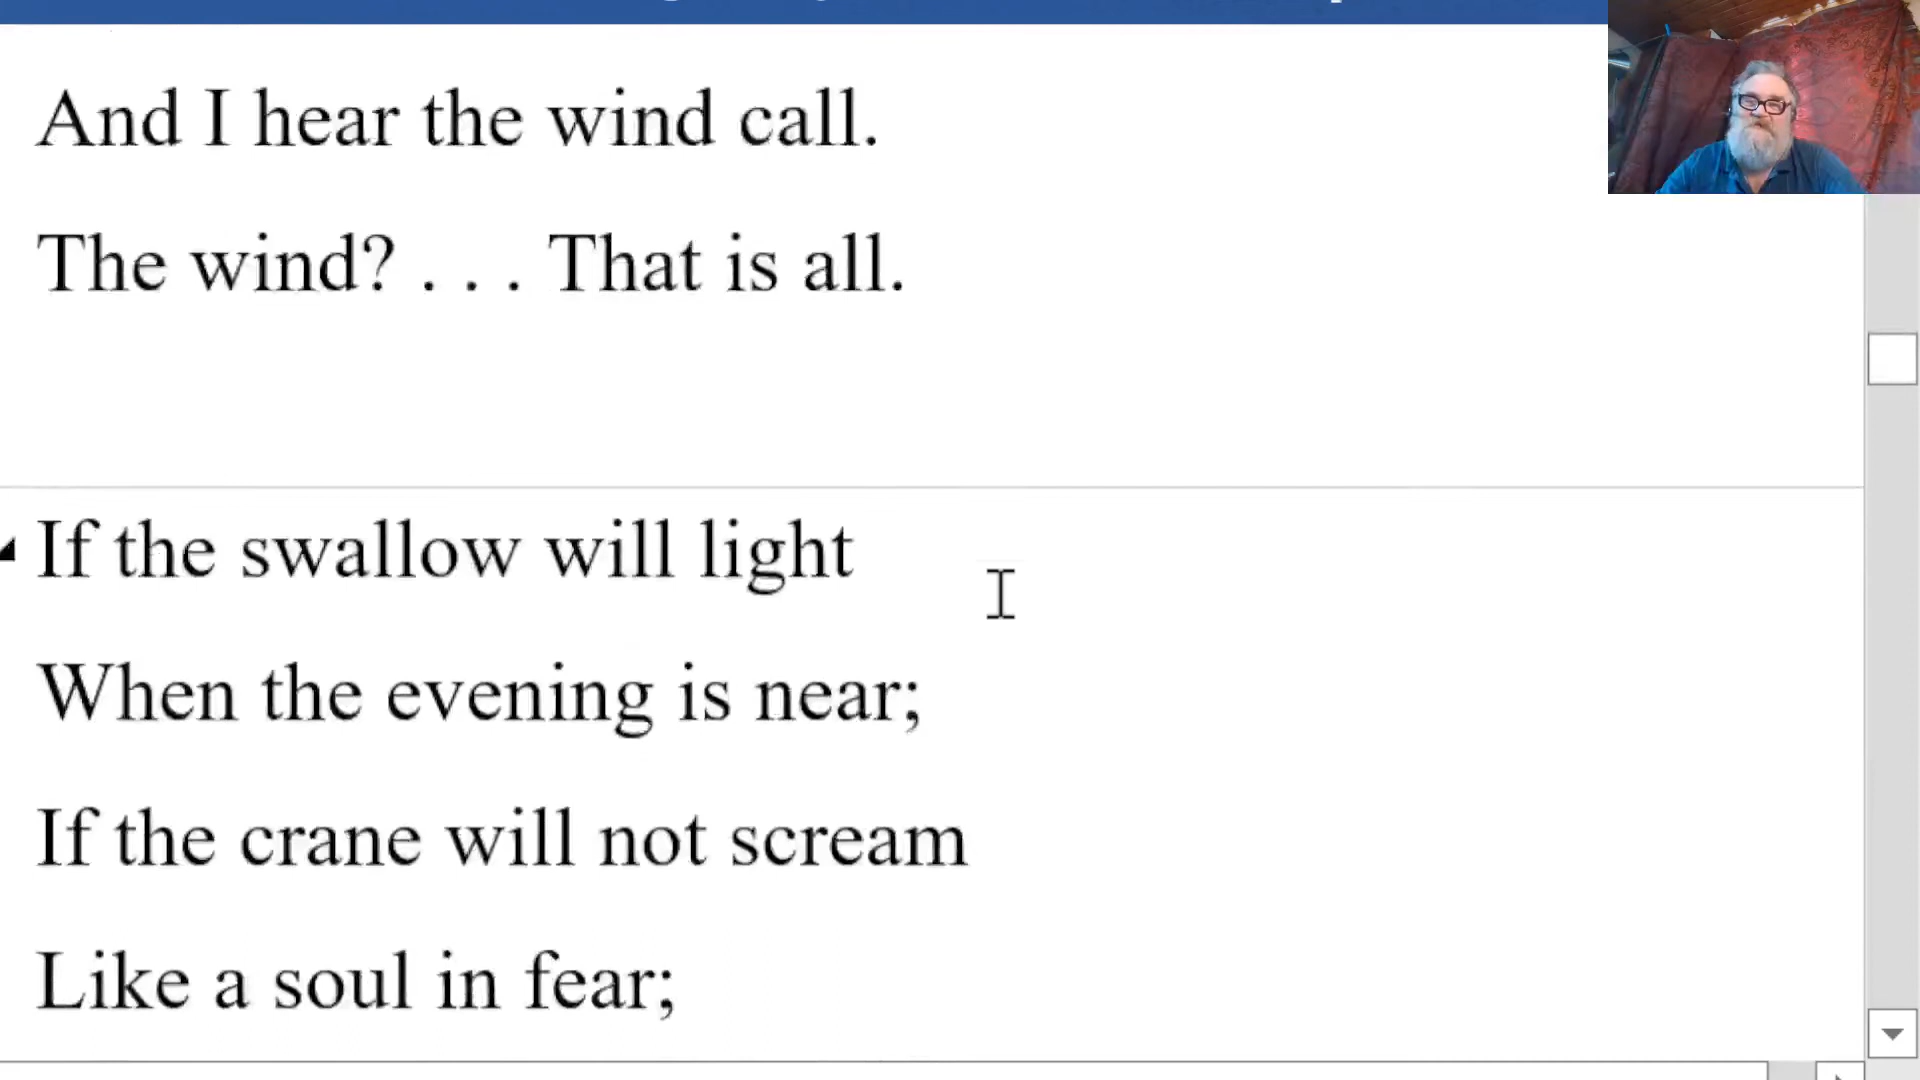 And I hear the wind call.
The wind? . . . That is all.
If the swallow will light
When the evening is near;
If the crane will not scream
Like a soul in fear;